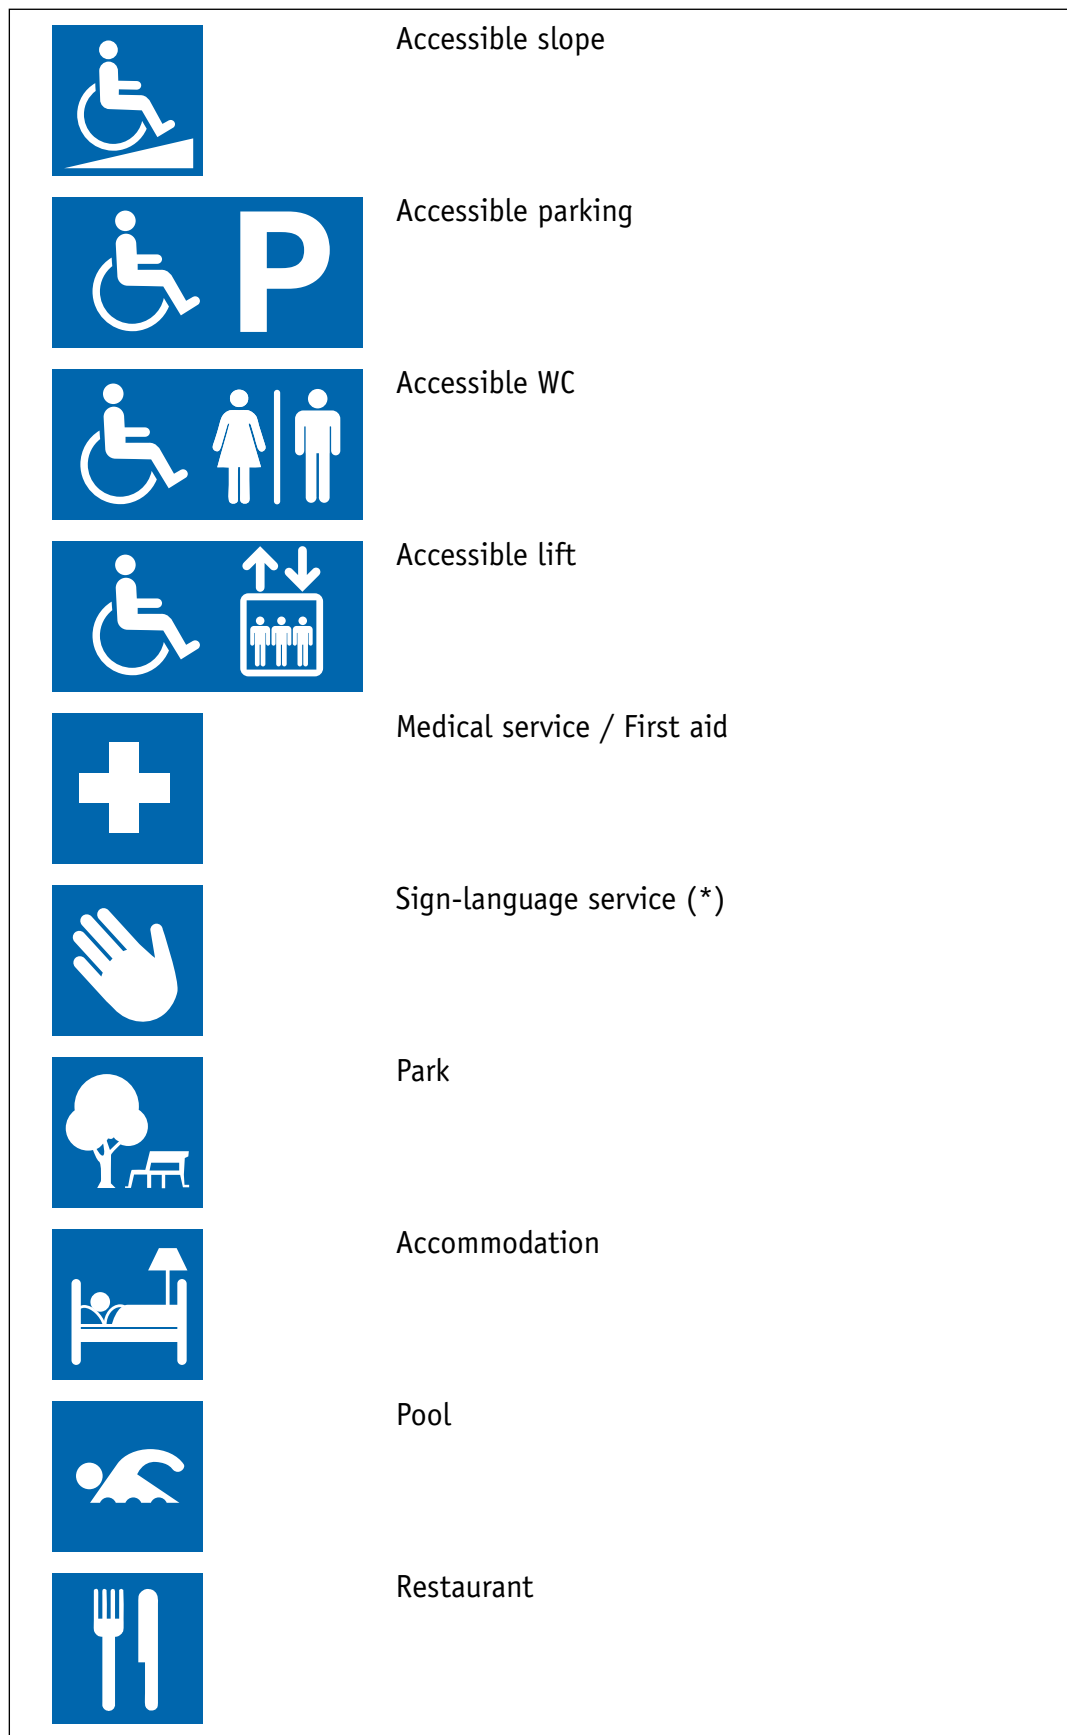 Accessible slope
P
Accessible parking
Accessible WC
Accessible lift
Medical service / First aid
Sign-language service (*)
Park
Accommodation
Pool
Restaurant